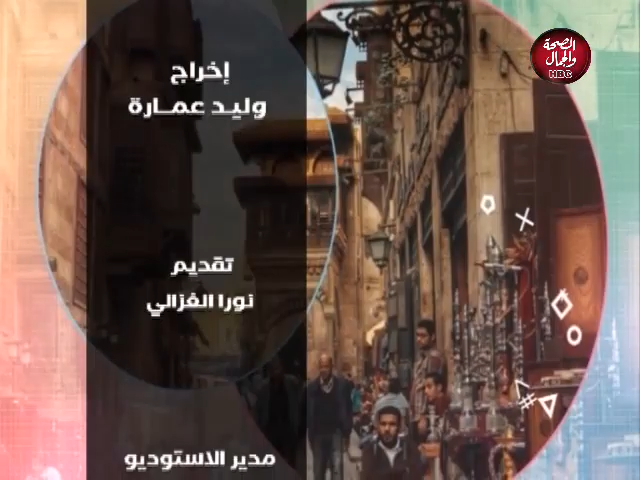 الصحة
والجمال
HBC
إخراج
وليد عمارة
تقديم
نورا الغزالي
مدير الاستوديو